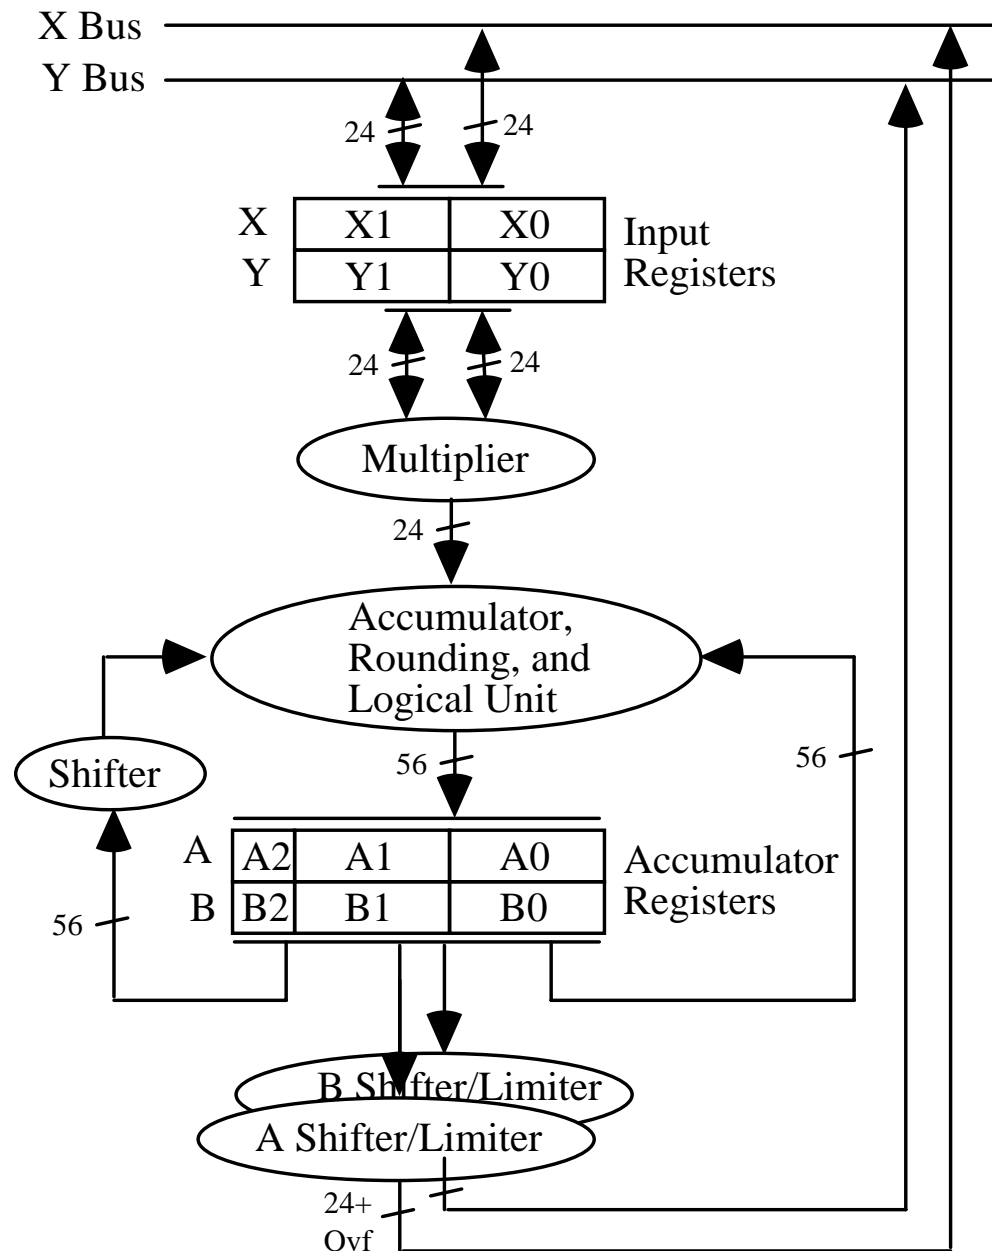 X Bus
Y Bus
24
24
X X1 X0
Y Y1 Y0
Input
Registers
24
24
Multiplier
24
Accumulator,
Rounding, and
Logical Unit
56
56
Shifter
A A2 A1 A0
B B2 B1 B0
Accumulator
Registers
56
B Shifter/Limiter
A Shifter/Limiter
24+
Ovf